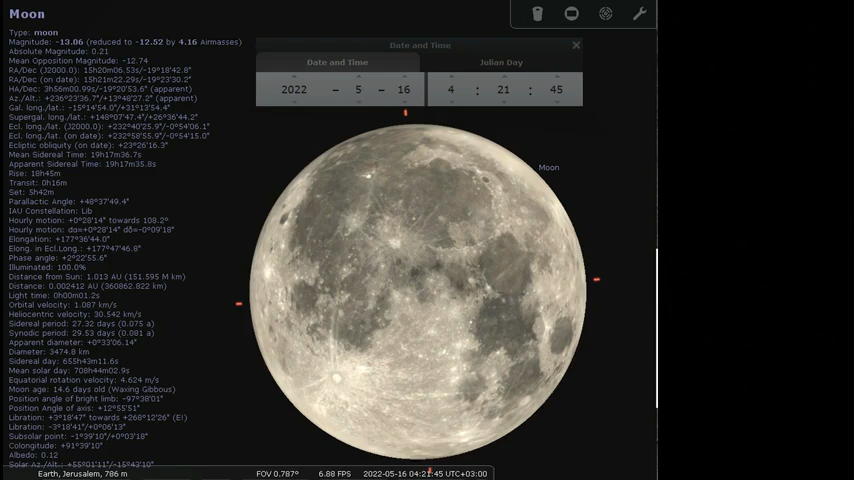 Moon
Type: moon
Magnitude: -13.06 (reduced to -12.52 by 4.16 Airmasses)
Absolute Magnitude: 0.21
Mean Opposition Magnitude: -12.74
RA/Dec (J2000.0): 15h20m06.53s/-19°18'42.8"
RA/Dec (on date): 15h21m22.29s/-19°23'30.2"
HA/Dec: 3h56m00.99s/-19°20'53.6" (apparent)
Az./Alt.: +236°23'36.7"/+13°48'27.2" (apparent)
Gal. long./lat.: -15°14'54.0"/+31°13'54.4"
Supergal. long./lat.: +148°07'47.4"/+26°36'44.2"
Ecl. long./lat. (J2000.0): +232°40'25.9"/-0°54'06.1"
Ecl. long./lat. (on date): +232°58'55.9"/-0°54'15.0"
Ecliptic obliquity (on date): +23°26'16.3"
Mean Sidereal Time: 19h17m36.7s
Apparent Sidereal Time: 19h17m35.8s
Rise: 18h45m
Transit: 0h16m
Set: 5h42m
Parallactic Angle: +48°37'49.4"
IAU Constellation: Lib
Hourly motion: +0°28'14" towards 108.2°
Hourly motion: dα=+0°28'14" dδ=-0°09'18"
Elongation: +177°36'44.0"
Elong. in Ecl.Long.: +177°47'46.8"
Phase angle: +2°22'55.6"
Illuminated: 100.0%
Distance from Sun: 1.013 AU (151.595 M km)
Distance: 0.002412 AU (360862.822 km)
Light time: 0h00m01.2s
Orbital velocity: 1.087 km/s
Heliocentric velocity: 30.542 km/s
Sidereal period: 27.32 days (0.075 a)
Synodic period: 29.53 days (0.081 a)
Apparent diameter: +0°33'06.14"
Diameter: 3474.8 km
Sidereal day: 655h43m11.6s
Mean solar day: 708h44m02.9s
Equatorial rotation velocity: 4.624 m/s
Moon age: 14.6 days old (Waxing Gibbous)
Position angle of bright limb: -97°38'01"
Position Angle of axis: +12°55'51"
Libration: +3°18'47" towards +268°12'26" (E!)
Libration: -3°18'41"/+0°06'13"
Subsolar point: -1°39'10"/+0°03'18"
Colongitude: +91°39'10"
Albedo: 0.12
Solar Az./Alt.: +55°01'11"/-15°43'10"
Date and Time
Date and Time Julian Day
2022 - 5 - 16 4 : 21 : 45
Moon
Earth, Jerusalem, 786 m FOV 0.787° 6.88 FPS 2022-05-16 04:21:45 UTC+03:00